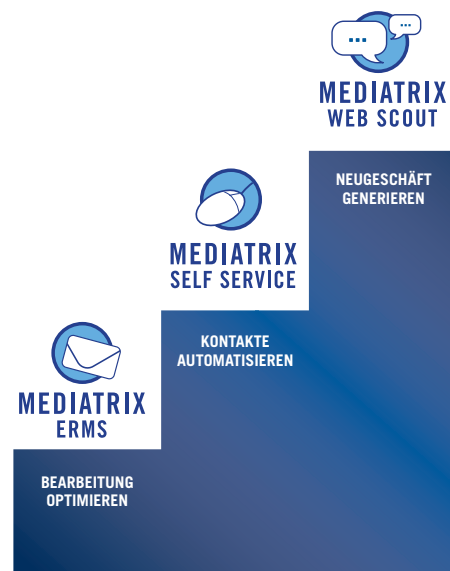 MEDIATRIX
WEB SCOUT
NEUGESCHÄFT
GENERIEREN
MEDIATRIX
SELF SERVICE
KONTAKTE
AUTOMATISIEREN
MEDIATRIX
ERMS
BEARBEITUNG
OPTIMIEREN